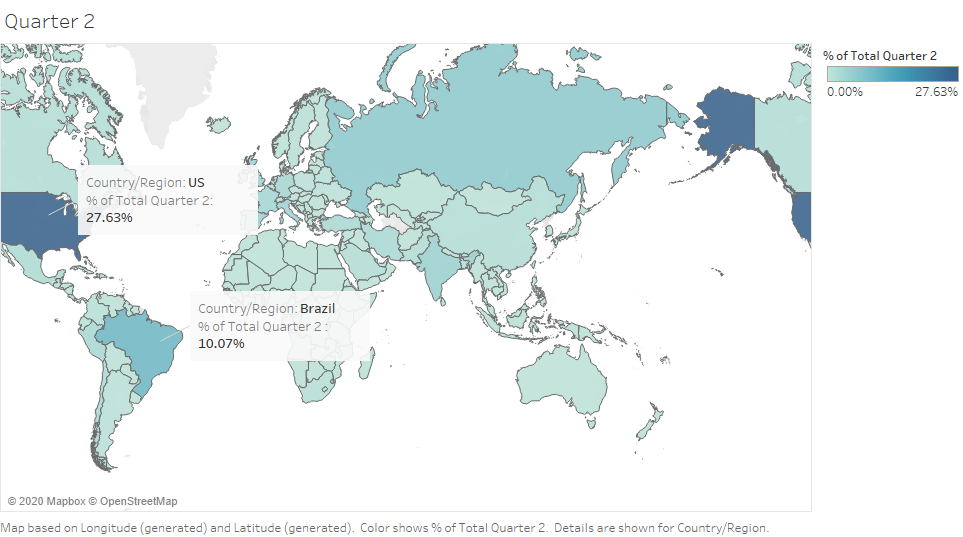 Quarter 2
% of Total Quarter 2
0.00% 27.63%
Country/Region: US
% of Total Quarter 2:
27.63%
Country/Region: Brazil
% of Total Quarter 2 :
10.07%
© 2020 Mapbox © OpenStreetMap
Map based on Longitude (generated) and Latitude (generated). Color shows % of Total Quarter 2. Details are shown for Country/Region.